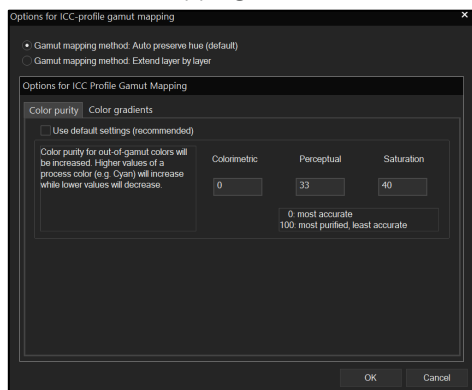 Options for ICC-profile gamut mapping
×
Gamut mapping method: Auto preserve hue (default)
Gamut mapping method: Extend layer by layer
Options for ICC Profile Gamut Mapping
Color purity Color gradients
Use default settings (recommended)
Color purity for out-of-gamut colors will
be increased. Higher values of a
process color (e.g. Cyan) will increase
while lower values will decrease.
Colorimetric Perceptual Saturation
0 33 40
0: most accurate
100: most purified, least accurate
OK Cancel